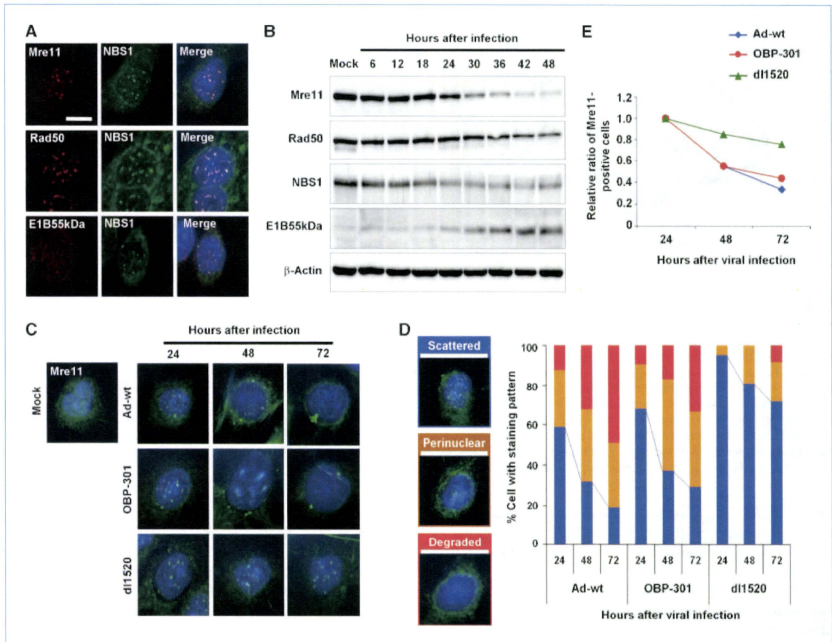 A
Mre11 NBS1 Merge
Rad50 NBS1 Merge
E1B55kDa NBS1 Merge
B
Hours after infection
Mock 6 12 18 24 30 36 42 48
Mre11
Rad50
NBS1
E1B55kDa
β-Actin
E
Ad-wt
OBP-301
dl1520
Relative ratio of Mre11-
positive cells
1.2
1.0
0.8
0.6
0.4
0.2
0
24 48 72
Hours after viral infection
C
Hours after infection
24 48 72
Mre11
Mock
Ad-wt
OBP-301
dl1520
D
Scattered
Perinuclear
Degraded
% Cell with staining pattern
100
80
60
40
20
0
24 48 72 24 48 72 24 48 72
Ad-wt OBP-301 dl1520
Hours after viral infection